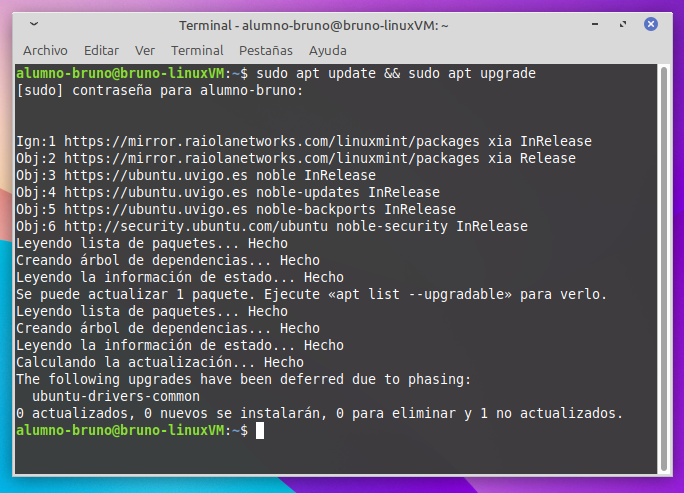 Terminal - alumno-bruno@bruno-linuxVM: ~
Archivo Editar Ver Terminal Pestañas Ayuda
alumno-bruno@bruno-linuxVM:~$ sudo apt update && sudo apt upgrade
[sudo] contraseña para alumno-bruno:
Ign:1 https://mirror.raiolanetworks.com/linuxmint/packages xia InRelease
Obj:2 https://mirror.raiolanetworks.com/linuxmint/packages xia Release
Obj:3 https://ubuntu.uvigo.es noble InRelease
Obj:4 https://ubuntu.uvigo.es noble-updates InRelease
Obj:5 https://ubuntu.uvigo.es noble-backports InRelease
Obj:6 http://security.ubuntu.com/ubuntu noble-security InRelease
Leyendo lista de paquetes... Hecho
Creando árbol de dependencias... Hecho
Leyendo la información de estado... Hecho
Se puede actualizar 1 paquete. Ejecute «apt list --upgradable» para verlo.
Leyendo lista de paquetes... Hecho
Creando árbol de dependencias... Hecho
Leyendo la información de estado... Hecho
Calculando la actualización... Hecho
The following upgrades have been deferred due to phasing:
  ubuntu-drivers-common
0 actualizados, 0 nuevos se instalarán, 0 para eliminar y 1 no actualizados.
alumno-bruno@bruno-linuxVM:~$